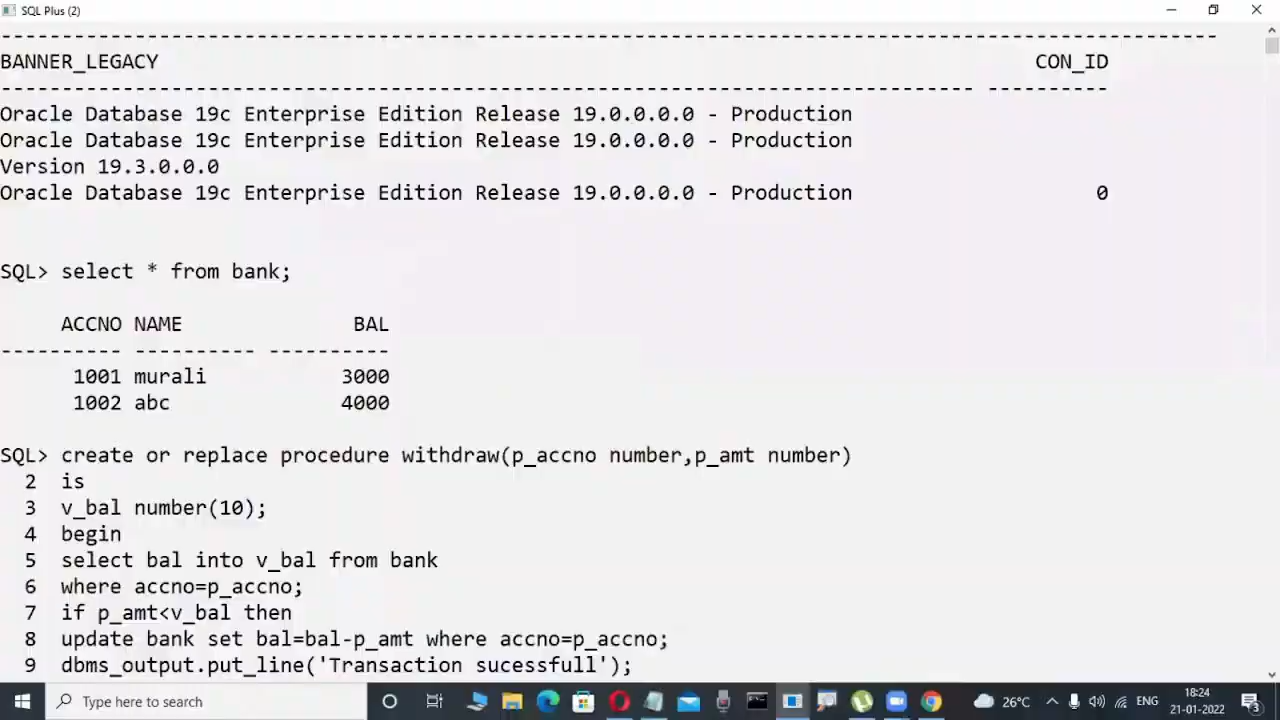 SQL Plus (2)
--------------------------------------------------------------------------------
BANNER_LEGACY CON_ID
-------------------------------------------------------------------------------- ----------
Oracle Database 19c Enterprise Edition Release 19.0.0.0.0 - Production
Oracle Database 19c Enterprise Edition Release 19.0.0.0.0 - Production
Version 19.3.0.0.0
Oracle Database 19c Enterprise Edition Release 19.0.0.0.0 - Production 0
SQL> select * from bank;
ACCNO NAME BAL
---------- ---------- ----------
1001 murali 3000
1002 abc 4000
SQL> create or replace procedure withdraw(p_accno number,p_amt number)
2 is
3 v_bal number(10);
4 begin
5 select bal into v_bal from bank
6 where accno=p_accno;
7 if p_amt<v_bal then
8 update bank set bal=bal-p_amt where accno=p_accno;
9 dbms_output.put_line('Transaction sucessfull');
Type here to search
26°C
ENG
18:24
21-01-2022
3